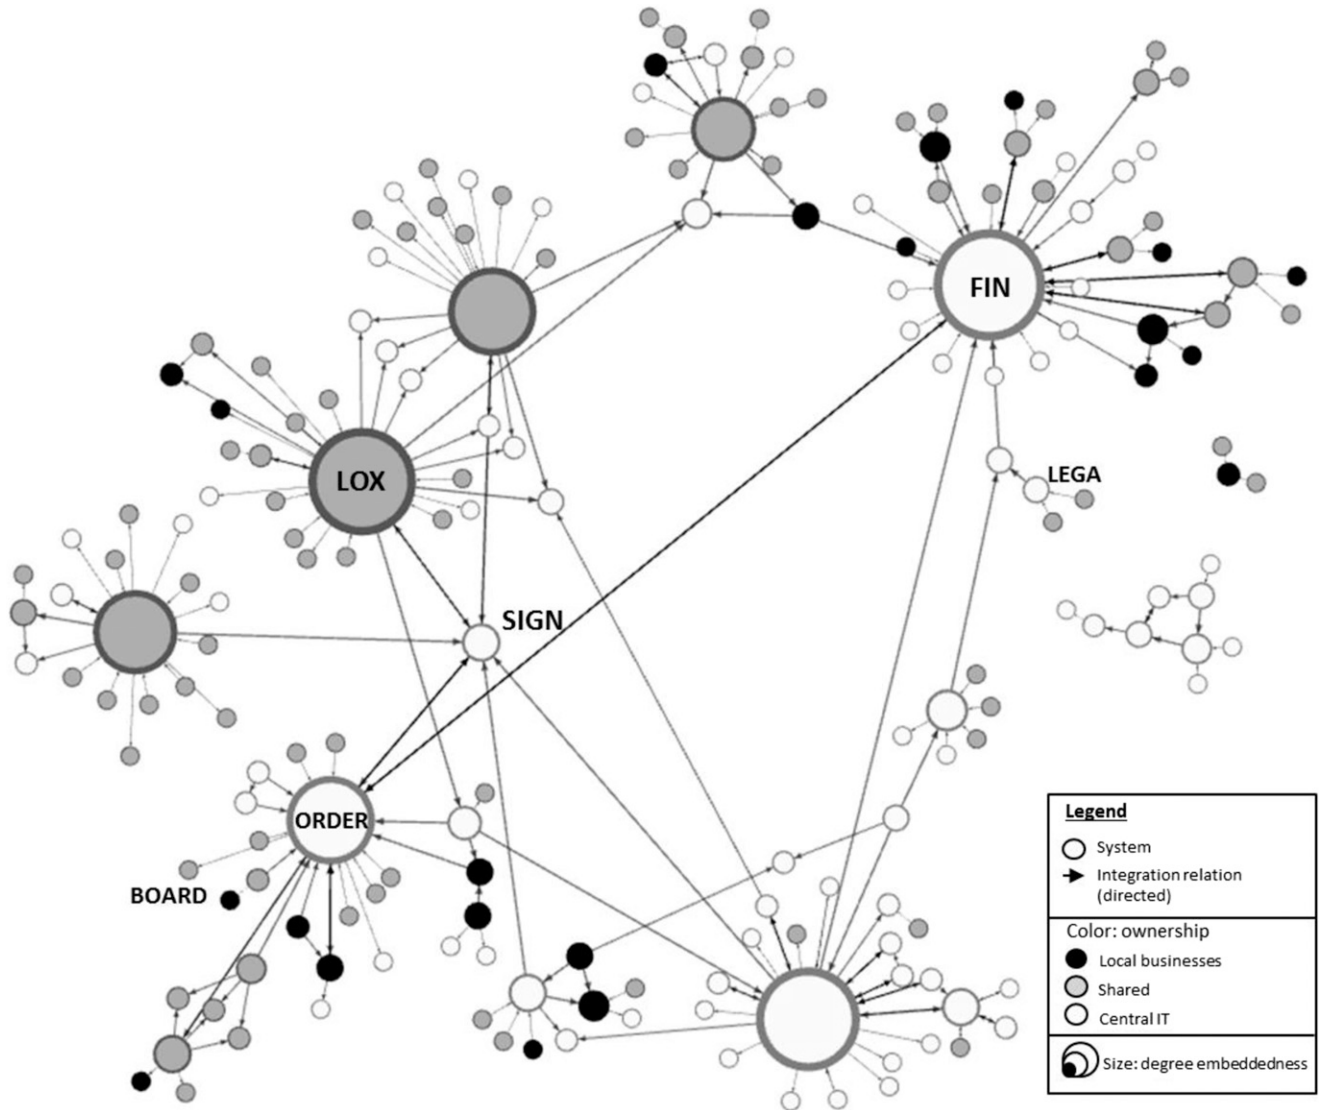 FIN
LOX
LEGA
SIGN
ORDER
BOARD
Legend
System
Integration relation
(directed)
Color: ownership
Local businesses
Shared
Central IT
Size: degree embeddedness